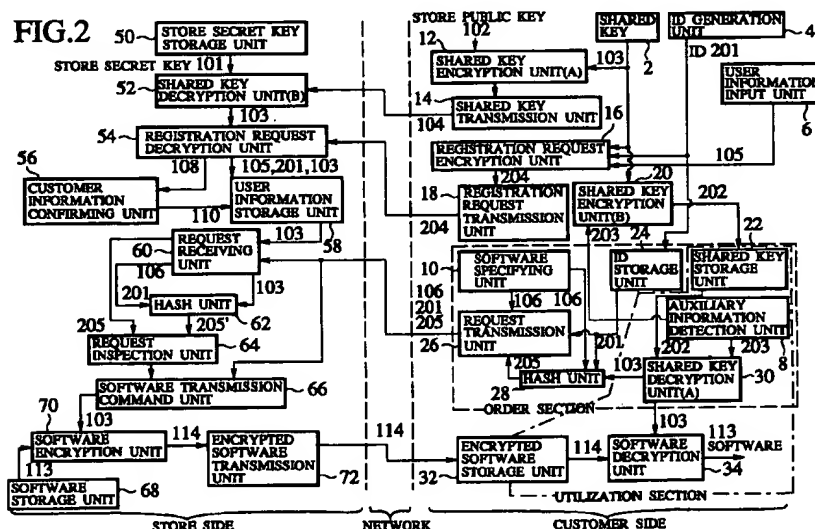 FIG.2
50
STORE SECRET KEY
STORAGE UNIT
STORE SECRET KEY 101
52
SHARED KEY
DECRYPTION UNIT(B)
103
54
REGISTRATION REQUEST
DECRYPTION UNIT
108
105,201,103
56
CUSTOMER
INFORMATION
CONFIRMING UNIT
110
USER
INFORMATION
STORAGE UNIT
58
103
60
REQUEST
RECEIVING
UNIT
106
103
201
HASH UNIT
62
205
205'
REQUEST
INSPECTION UNIT
64
SOFTWARE TRANSMISSION
COMMAND UNIT
66
70
103
SOFTWARE
ENCRYPTION UNIT
114
ENCRYPTED
SOFTWARE
TRANSMISSION
UNIT
72
114
113
SOFTWARE
STORAGE UNIT
68
STORE SIDE
NETWORK
CUSTOMER SIDE
STORE PUBLIC KEY
102
12
SHARED KEY
ENCRYPTION UNIT(A)
103
SHARED
KEY
2
ID GENERATION
UNIT
4
ID 201
14
SHARED KEY
TRANSMISSION UNIT
104
16
USER
INFORMATION
INPUT UNIT
6
REGISTRATION REQUEST
ENCRYPTION UNIT
105
204
18
REGISTRATION
REQUEST
TRANSMISSION
UNIT
204
20
SHARED KEY
ENCRYPTION
UNIT(B)
202
203
24
22
10
SOFTWARE
SPECIFYING
UNIT
ID STORAGE
UNIT
SHARED KEY
STORAGE
UNIT
106
201
205
106
106
REQUEST
TRANSMISSION
UNIT
26
201
AUXILIARY
INFORMATION
DETECTION UNIT
8
202
203
205
103
28
HASH UNIT
SHARED KEY
DECRYPTION
UNIT(A)
30
ORDER SECTION
103
ENCRYPTED
SOFTWARE
STORAGE UNIT
32
114
SOFTWARE
DECRYPTION
UNIT
34
113
SOFTWARE
UTILIZATION SECTION